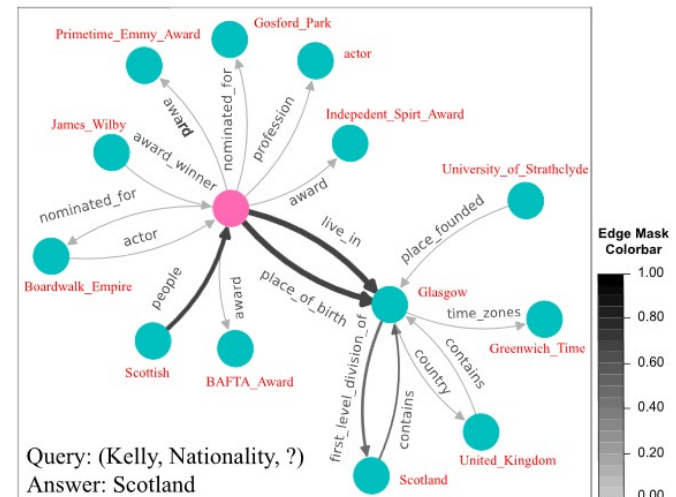 Gosford_Park
Primetime_Emmy_Award
actor
nominated_for
award
profession
Indepedent_Spirt_Award
James_Wilby
award_winner
award
University_of_Strathclyde
nominated_for
live_in
place_founded
actor
Edge Mask
Colorbar
Boardwalk_Empire
people
award
place_of_birth
Glasgow
1.00
time_zones
0.80
Greenwich_Time
Scottish
BAFTA_Award
first_level_division_of
contains
country
contains
0.60
0.40
United_Kingdom
0.20
Query: (Kelly, Nationality, ?)
Scotland
Answer: Scotland
0.00